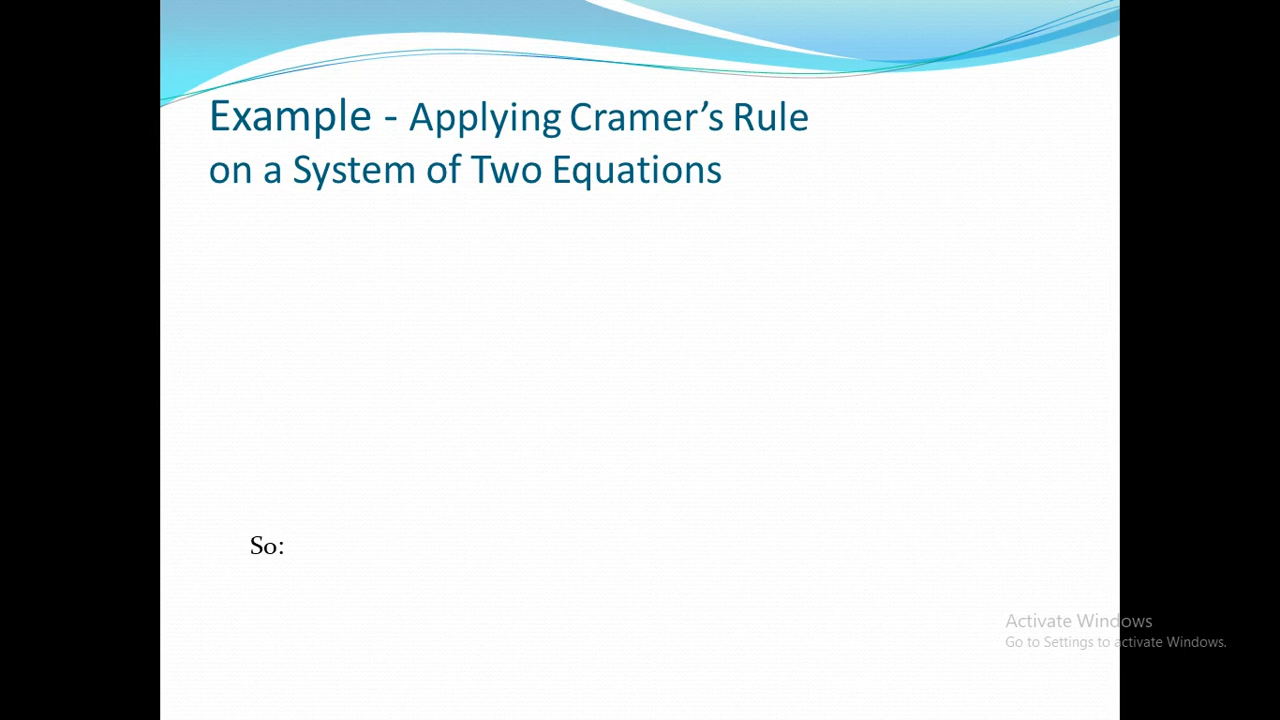 Example - Applying Cramer’s Rule
on a System of Two Equations
So:
Activate Windows
Go to Settings to activate Windows.